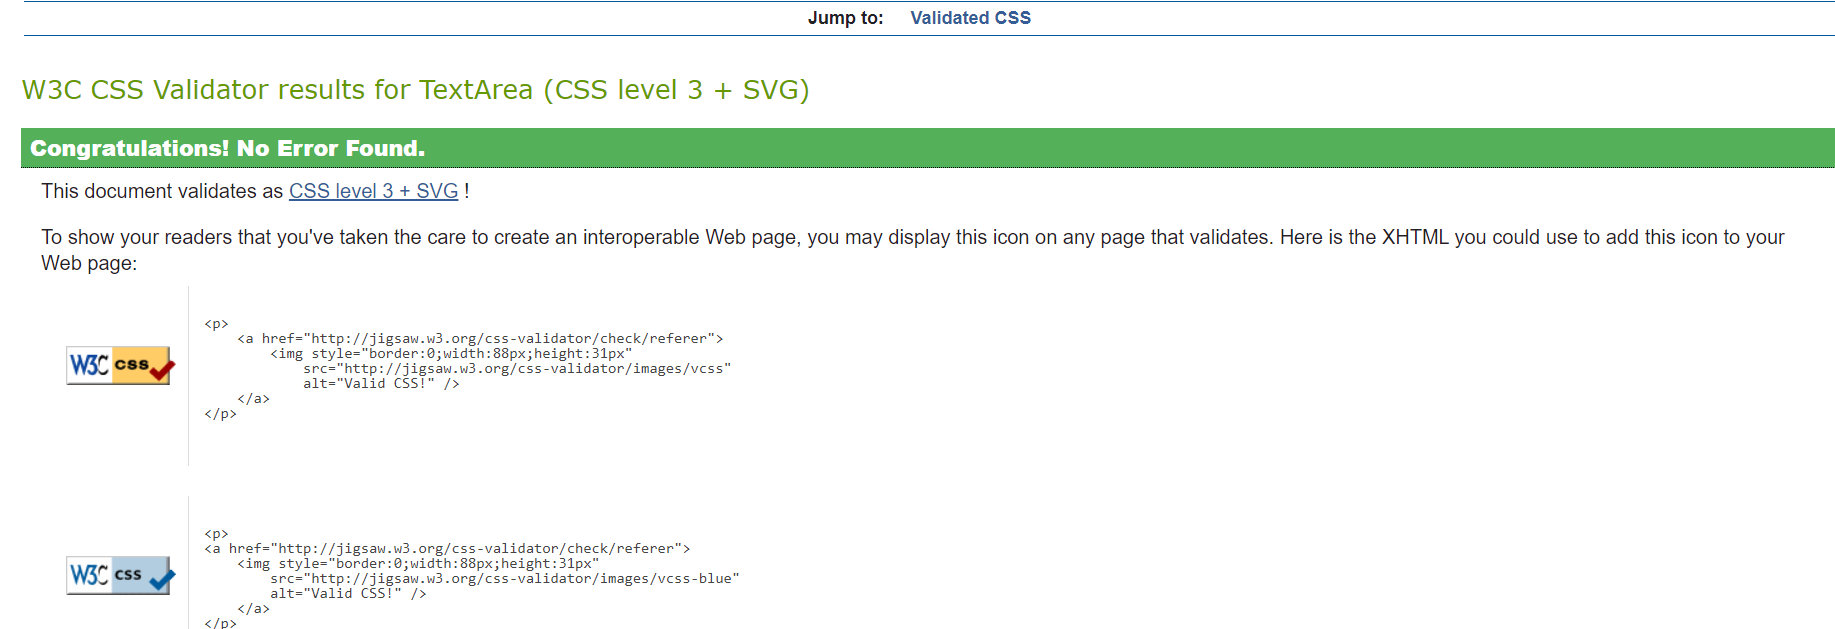 Jump to: Validated CSS
W3C CSS Validator results for TextArea (CSS level 3 + SVG)
Congratulations! No Error Found.
This document validates as CSS level 3 + SVG !
To show your readers that you've taken the care to create an interoperable Web page, you may display this icon on any page that validates. Here is the XHTML you could use to add this icon to your
Web page:
W3C css
<p>
    <a href="http://jigsaw.w3.org/css-validator/check/referer">
        <img style="border:0;width:88px;height:31px"
            src="http://jigsaw.w3.org/css-validator/images/vcss"
            alt="Valid CSS!" />
    </a>
</p>
W3C css
<p>
<a href="http://jigsaw.w3.org/css-validator/check/referer">
    <img style="border:0;width:88px;height:31px"
        src="http://jigsaw.w3.org/css-validator/images/vcss-blue"
        alt="Valid CSS!" />
    </a>
</p>